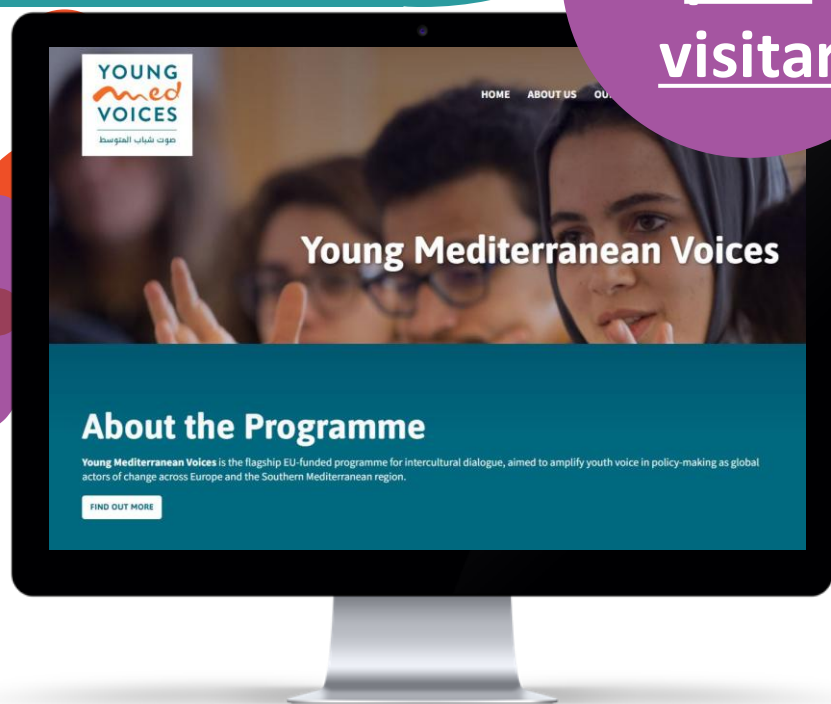 visitar
YOUNG
med
VOICES
صوت شباب المتوسط
HOME ABOUT US
Young Mediterranean Voices
About the Programme
Young Mediterranean Voices is the flagship EU-funded programme for intercultural dialogue, aimed to amplify youth voice in policy-making as global
actors of change across Europe and the Southern Mediterranean region.
FIND OUT MORE